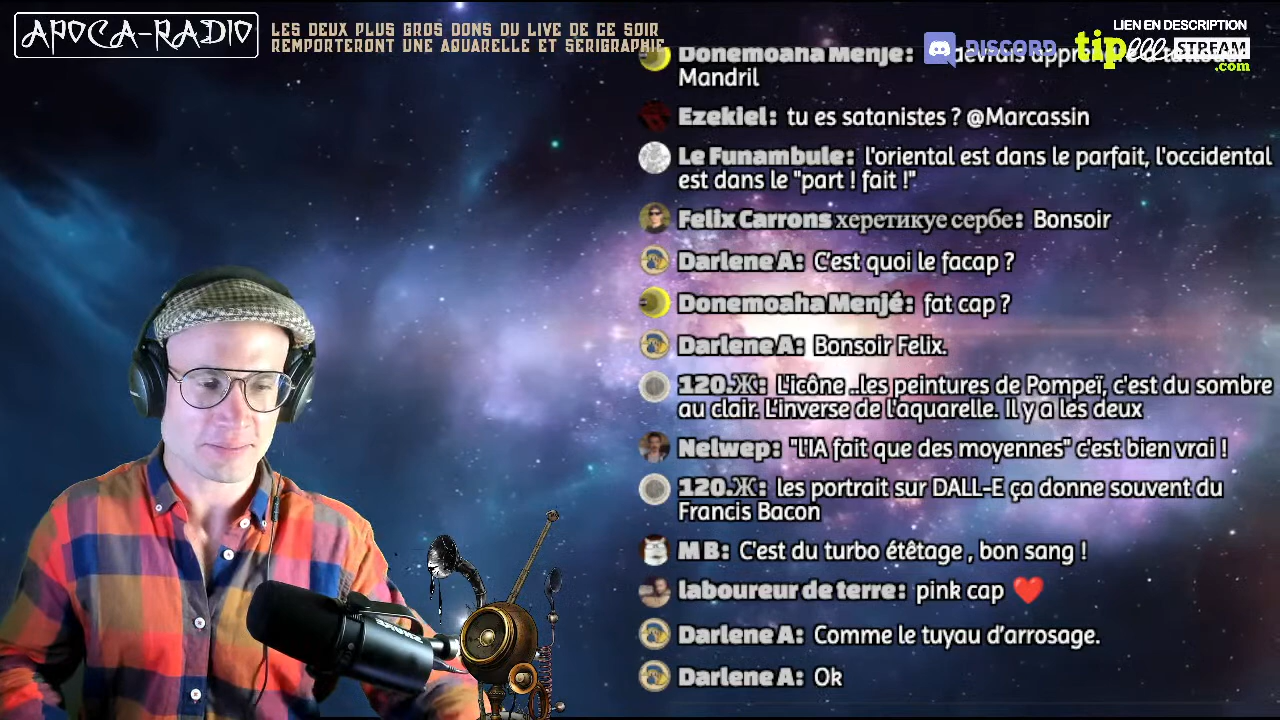 APOCA-RADIO
LES DEUX PLUS GROS DONS DU LIVE DE CE SOIR
REMPORTERONT UNE AQUARELLE ET SÉRIGRAPHIE
LIEN EN DESCRIPTION
DISCORD
tipeee STREAM
.com
Donemoaha Menje:
Mandril
Ezekiel: tu es satanistes ? @Marcassin
Le Funambule: l'oriental est dans le parfait, l'occidental
est dans le "part ! fait !"
Felix Carrons херетикус сербе: Bonsoir
Darlene A: C'est quoi le facap ?
Donemoaha Menjé: fat cap ?
Darlene A: Bonsoir Felix.
120.Ж: L'icône ..les peintures de Pompeï, c'est du sombre
au clair. L'inverse de l'aquarelle. Il y a les deux
Nelwep: "l'IA fait que des moyennes" c'est bien vrai !
120.Ж: les portrait sur DALL-E ça donne souvent du
Francis Bacon
M B: C'est du turbo étêtage , bon sang !
laboureur de terre: pink cap ❤️
Darlene A: Comme le tuyau d'arrosage.
Darlene A: Ok